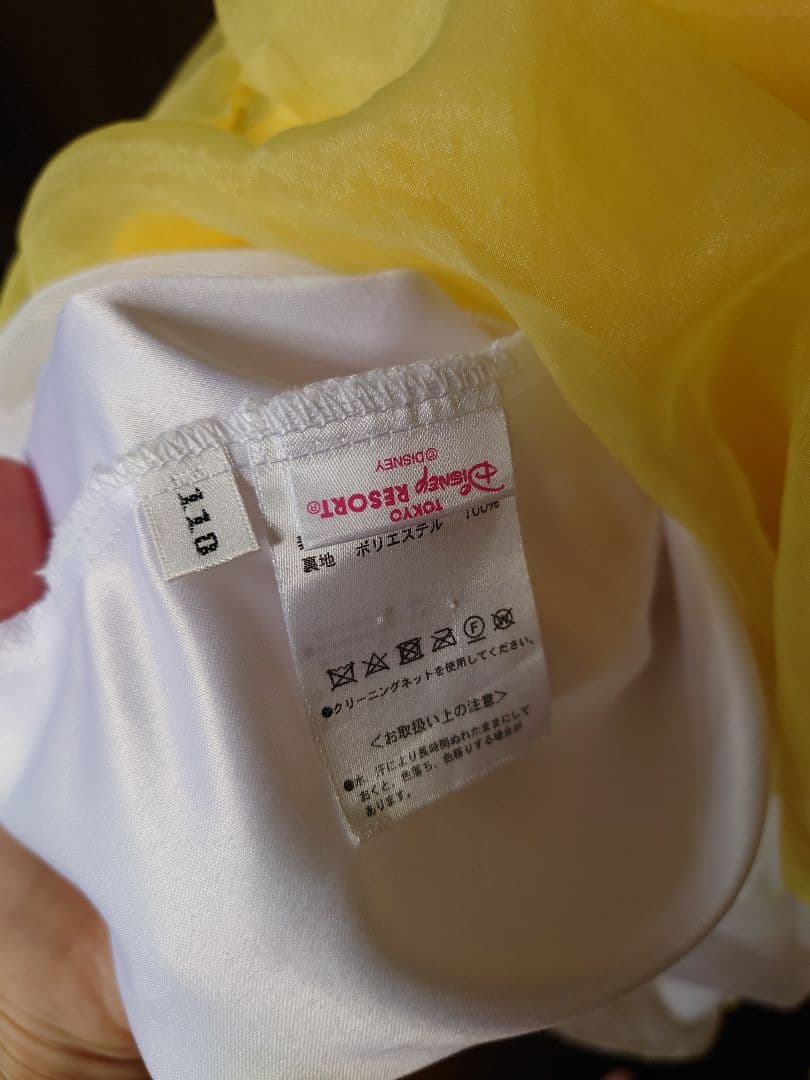 110
TOKYO
DISNEY RESORT®
©DISNEY
裏地 ポリエステル 100%
F W
●クリーニングネットを使用してください。
<お取扱い上の注意>
●水、汗により長時間ぬれたままにして
おくと、色落ち、色移りする場合が
あります。